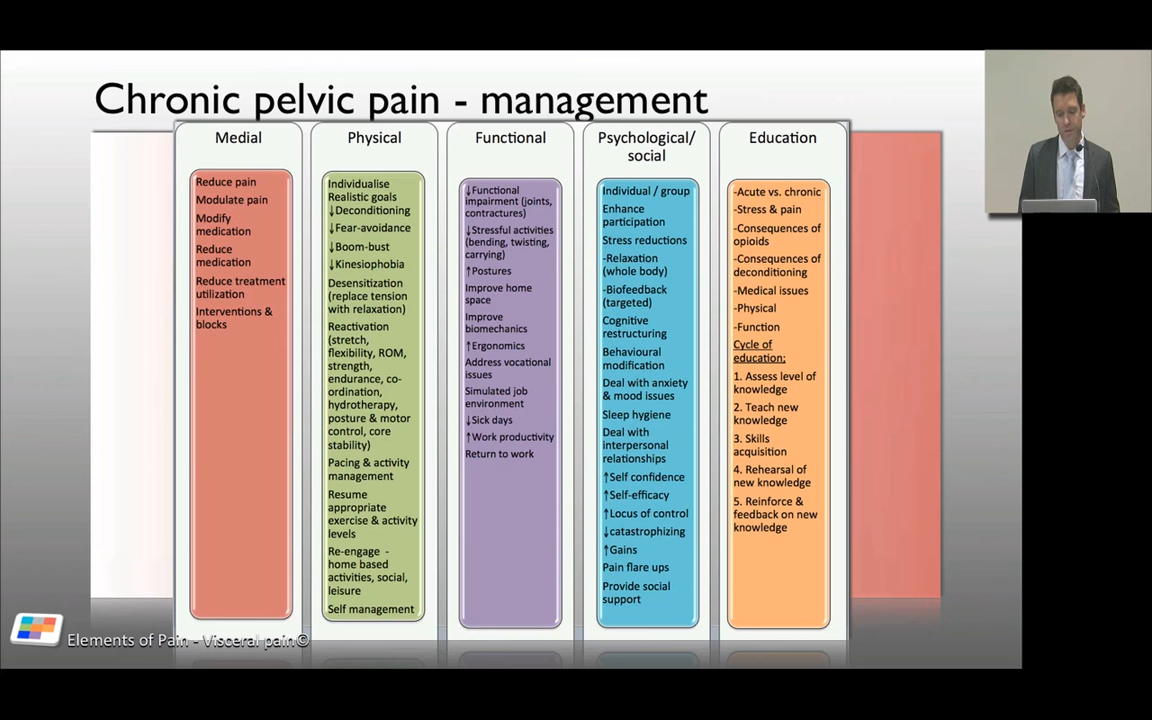 Chronic pelvic pain - management
Medial
Reduce pain
Modulate pain
Modify
medication
Reduce
medication
Reduce treatment
utilization
Interventions &
blocks
Physical
Individualise
Realistic goals
↓Deconditioning
↓Fear-avoidance
↓Boom-bust
↓Kinesiophobia
Desensitization
(replace tension
with relaxation)
Reactivation
(stretch,
flexibility, ROM,
strength,
endurance, co-
ordination,
hydrotherapy,
posture & motor
control, core
stability)
Pacing & activity
management
Resume
appropriate
exercise & activity
levels
Re-engage -
home based
activities, social,
leisure
Self management
Functional
↓Functional
impairment (joints,
contractures)
↓Stressful activities
(bending, twisting,
carrying)
↑Postures
Improve home
space
Improve
biomechanics
↑Ergonomics
Address vocational
issues
Simulated job
environment
↓Sick days
↑Work productivity
Return to work
Psychological/
social
Individual / group
Enhance
participation
Stress reductions
-Relaxation
(whole body)
-Biofeedback
(targeted)
Cognitive
restructuring
Behavioural
modification
Deal with anxiety
& mood issues
Sleep hygiene
Deal with
interpersonal
relationships
↑Self confidence
↑Self-efficacy
↑Locus of control
↓catastrophizing
↑Gains
Pain flare ups
Provide social
support
Education
-Acute vs. chronic
-Stress & pain
-Consequences of
opioids
-Consequences of
deconditioning
-Medical issues
-Physical
-Function
Cycle of
education;
1. Assess level of
knowledge
2. Teach new
knowledge
3. Skills
acquisition
4. Rehearsal of
new knowledge
5. Reinforce &
feedback on new
knowledge
Elements of Pain - Visceral pain©